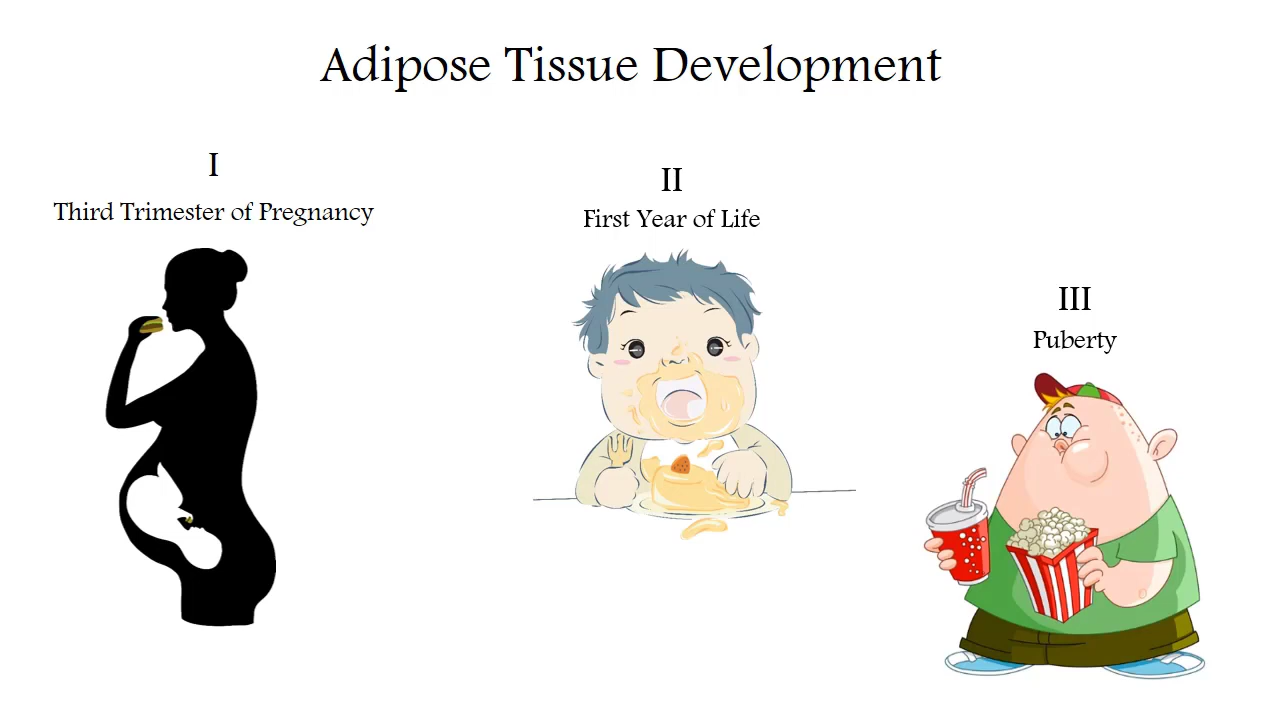 Adipose Tissue Development
I
Third Trimester of Pregnancy
II
First Year of Life
III
Puberty